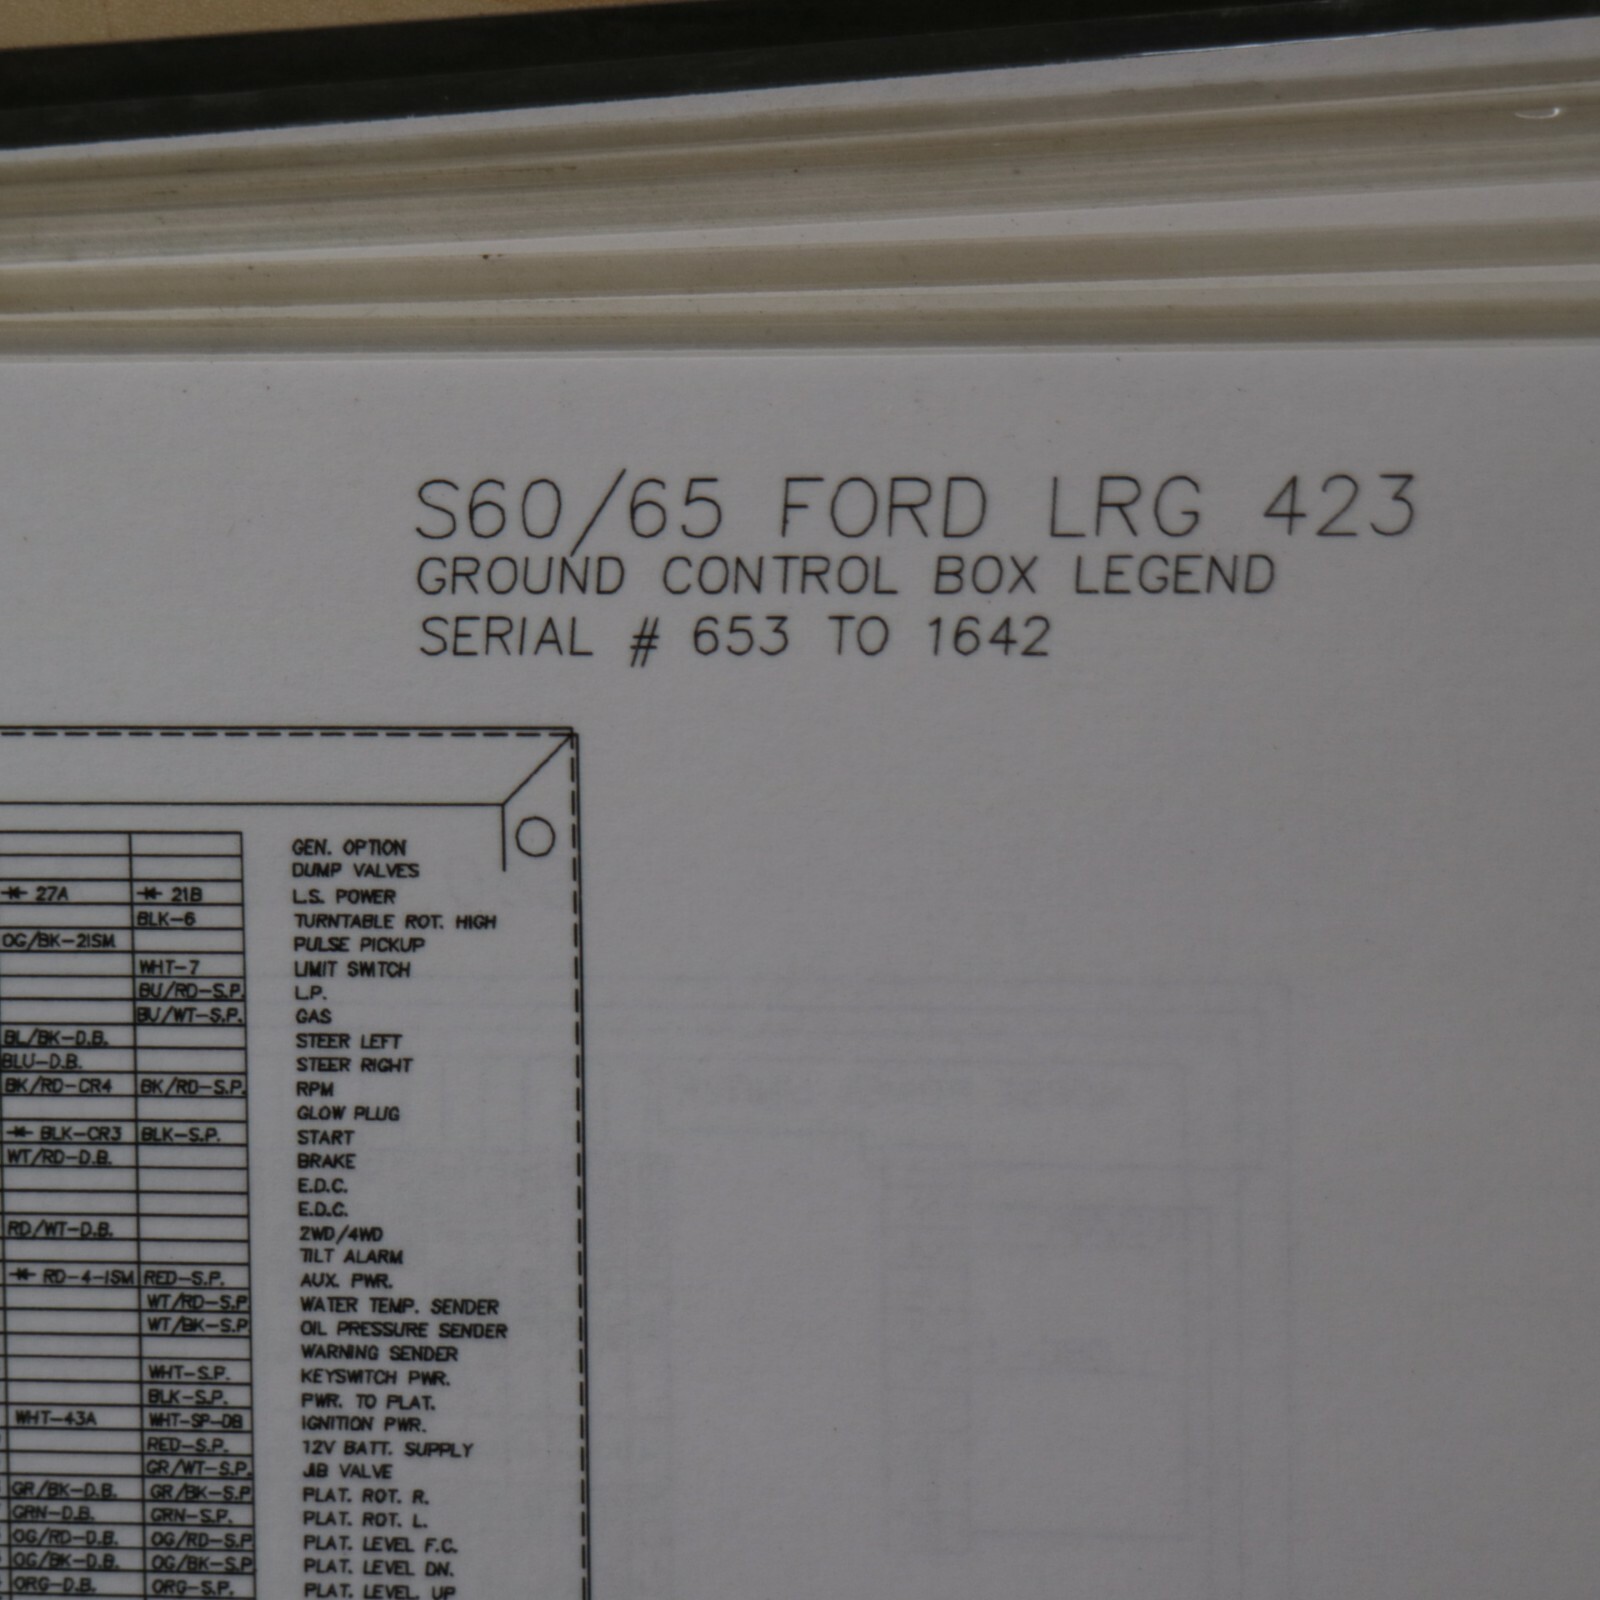 S60/65 FORD LRG 423
GROUND CONTROL BOX LEGEND
SERIAL # 653 TO 1642
GEN. OPTION
DUMP VALVES
27A 21B L.S. POWER
BLK-6 TURNTABLE ROT. HIGH
OG/BK-2ISM PULSE PICKUP
WHT-7 LIMIT SWITCH
BU/RD-S.P. L.P.
BU/WT-S.P. GAS
BL/BK-D.B. STEER LEFT
BLU-D.B. STEER RIGHT
BK/RD-CR4 BK/RD-S.P. RPM
GLOW PLUG
BLK-CR3 BLK-S.P. START
WT/RD-D.B. BRAKE
E.D.C.
E.D.C.
RD/WT-D.B. 2WD/4WD
TILT ALARM
RD-4-ISM RED-S.P. AUX. PWR.
WT/RD-S.P WATER TEMP. SENDER
WT/BK-S.P OIL PRESSURE SENDER
WARNING SENDER
WHT-S.P. KEYSWITCH PWR.
BLK-S.P. PWR. TO PLAT.
WHT-43A WHT-SP-DB IGNITION PWR.
RED-S.P. 12V BATT. SUPPLY
GR/WT-S.P. JIB VALVE
GR/BK-D.B. GR/BK-S.P PLAT. ROT. R.
GRN-D.B. GRN-S.P. PLAT. ROT. L.
OG/RD-D.B. OG/RD-S.P PLAT. LEVEL F.C.
OG/BK-D.B. OG/BK-S.P PLAT. LEVEL DN.
ORG-D.B. ORG-S.P. PLAT. LEVEL UP